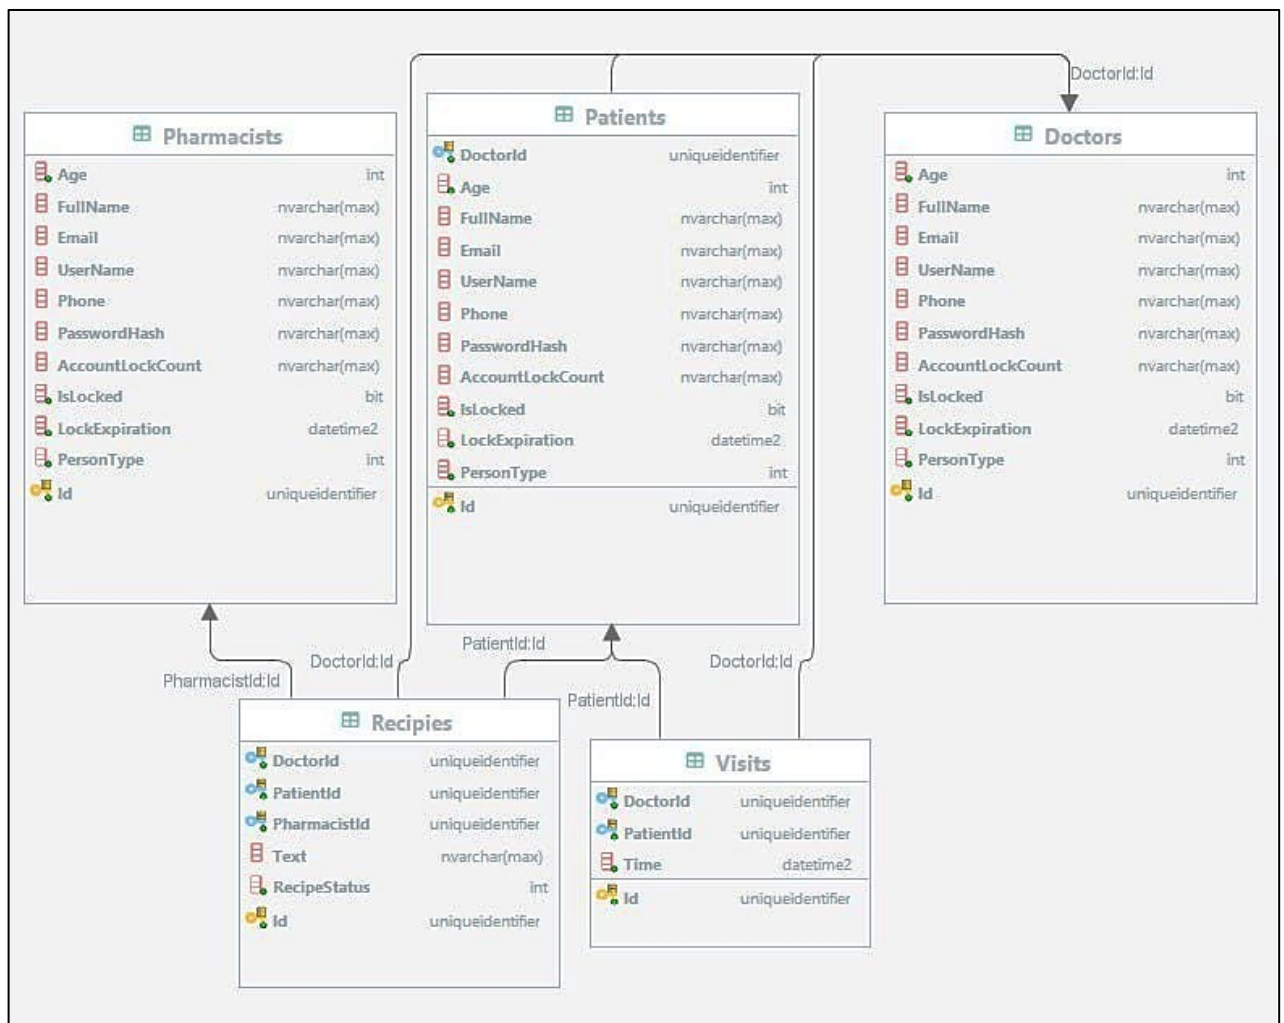 DoctorId:Id
Pharmacists
Age int
FullName nvarchar(max)
Email nvarchar(max)
UserName nvarchar(max)
Phone nvarchar(max)
PasswordHash nvarchar(max)
AccountLockCount nvarchar(max)
IsLocked bit
LockExpiration datetime2
PersonType int
Id uniqueidentifier
Patients
DoctorId uniqueidentifier
Age int
FullName nvarchar(max)
Email nvarchar(max)
UserName nvarchar(max)
Phone nvarchar(max)
PasswordHash nvarchar(max)
AccountLockCount nvarchar(max)
IsLocked bit
LockExpiration datetime2
PersonType int
Id uniqueidentifier
Doctors
Age int
FullName nvarchar(max)
Email nvarchar(max)
UserName nvarchar(max)
Phone nvarchar(max)
PasswordHash nvarchar(max)
AccountLockCount nvarchar(max)
IsLocked bit
LockExpiration datetime2
PersonType int
Id uniqueidentifier
PharmacistId:Id
DoctorId:Id
PatientId:Id
PatientId:Id
DoctorId:Id
Recipies
DoctorId uniqueidentifier
PatientId uniqueidentifier
PharmacistId uniqueidentifier
Text nvarchar(max)
RecipeStatus int
Id uniqueidentifier
Visits
DoctorId uniqueidentifier
PatientId uniqueidentifier
Time datetime2
Id uniqueidentifier